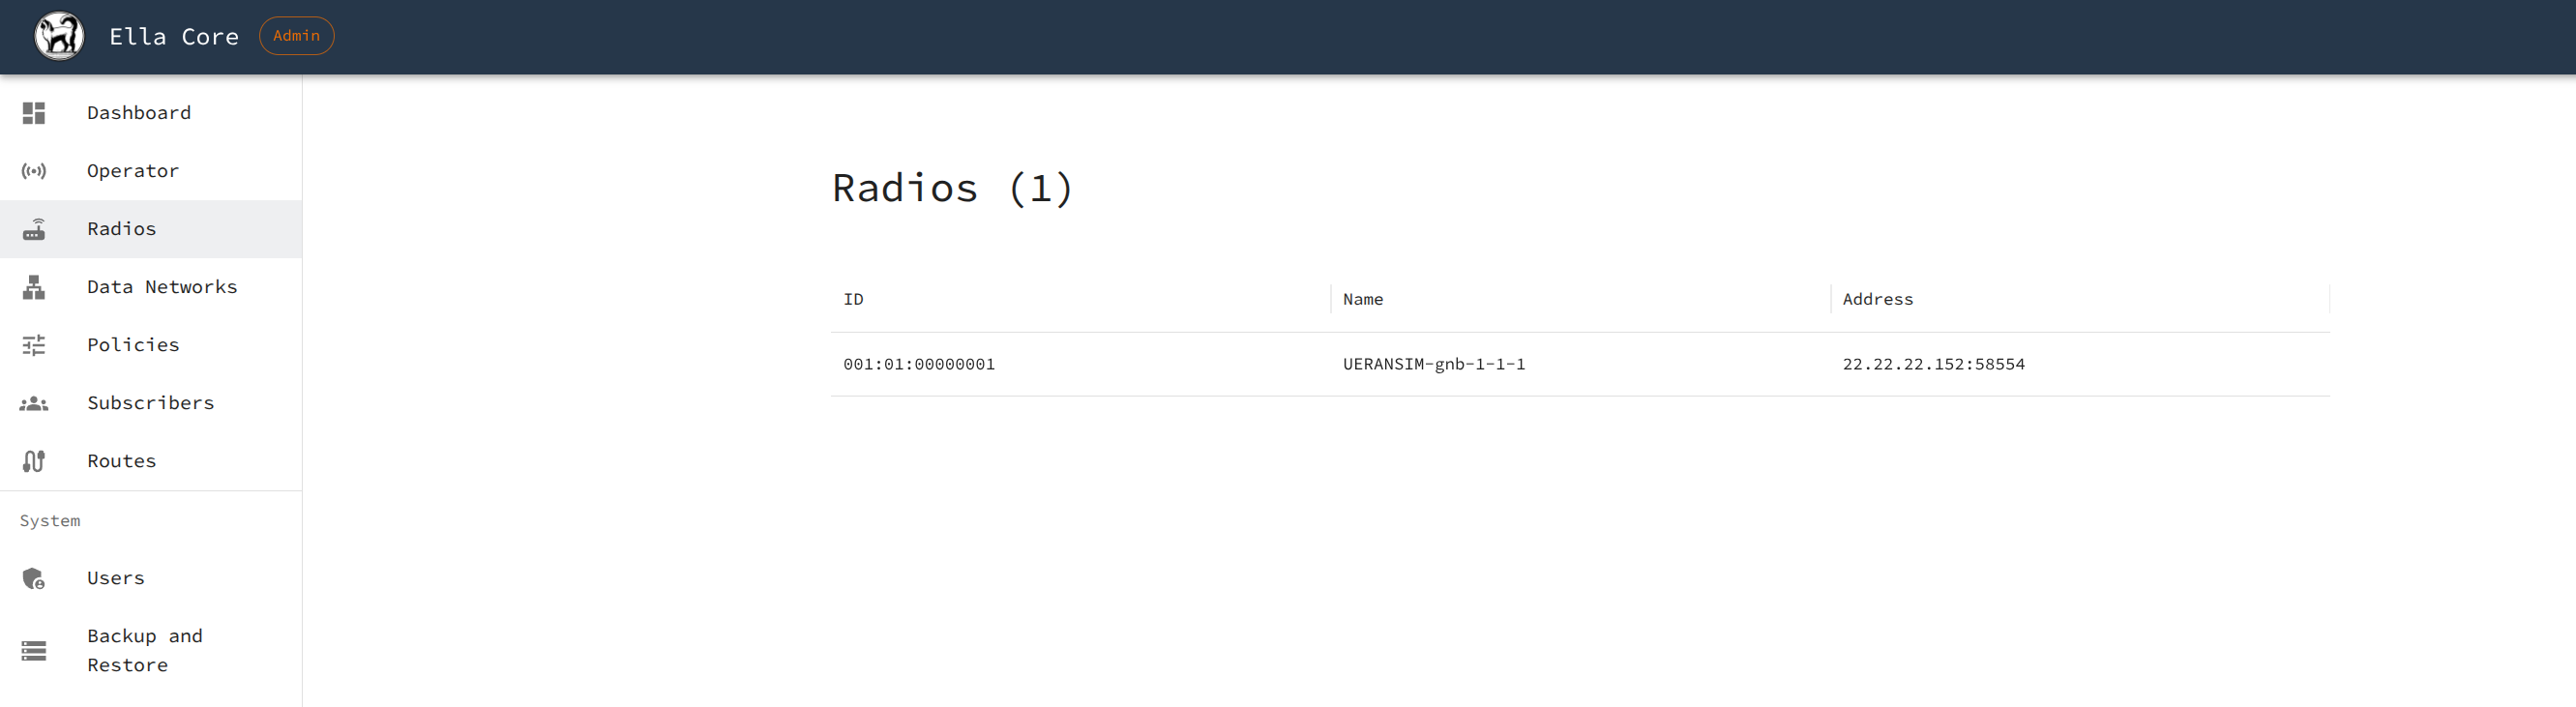 Ella Core Admin
Dashboard
Operator
Radios
Data Networks
Policies
Subscribers
Routes
System
Users
Backup and
Restore
Radios (1)
ID Name Address
001:01:00000001 UERANSIM-gnb-1-1-1 22.22.22.152:58554